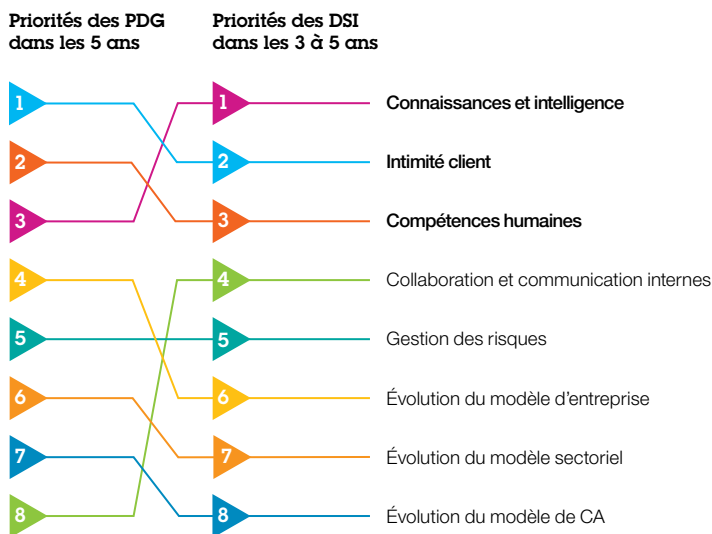 Priorités des PDG
dans les 5 ans
Priorités des DSI
dans les 3 à 5 ans
1 1 Connaissances et intelligence
2 2 Intimité client
3 3 Compétences humaines
4 4 Collaboration et communication internes
5 5 Gestion des risques
6 6 Évolution du modèle d'entreprise
7 7 Évolution du modèle sectoriel
8 8 Évolution du modèle de CA